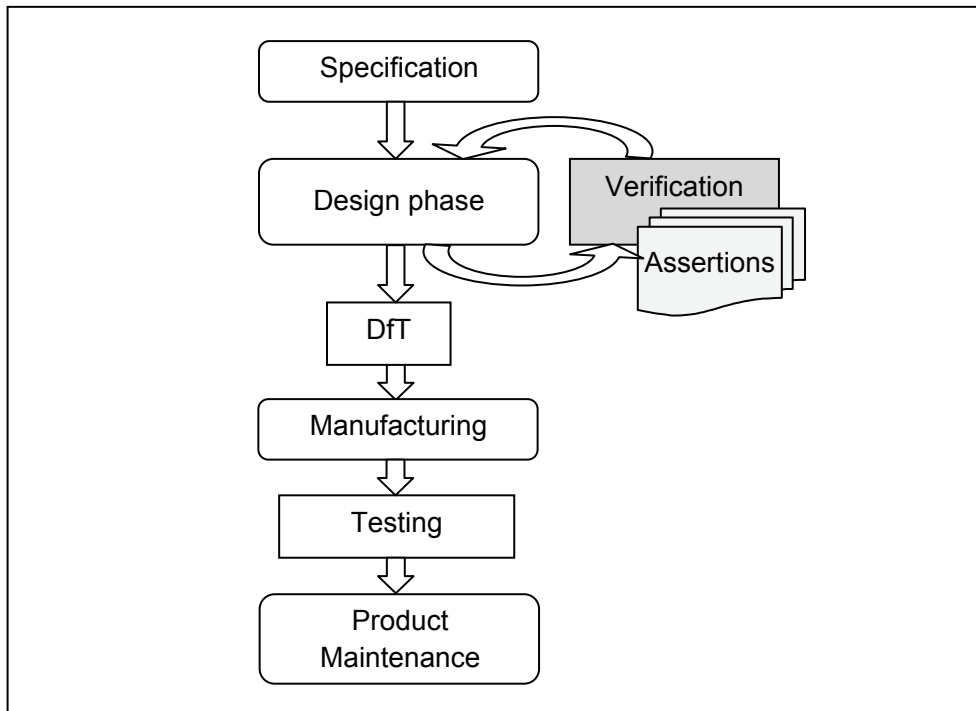 Specification
Design phase
Verification
Assertions
DfT
Manufacturing
Testing
Product
Maintenance